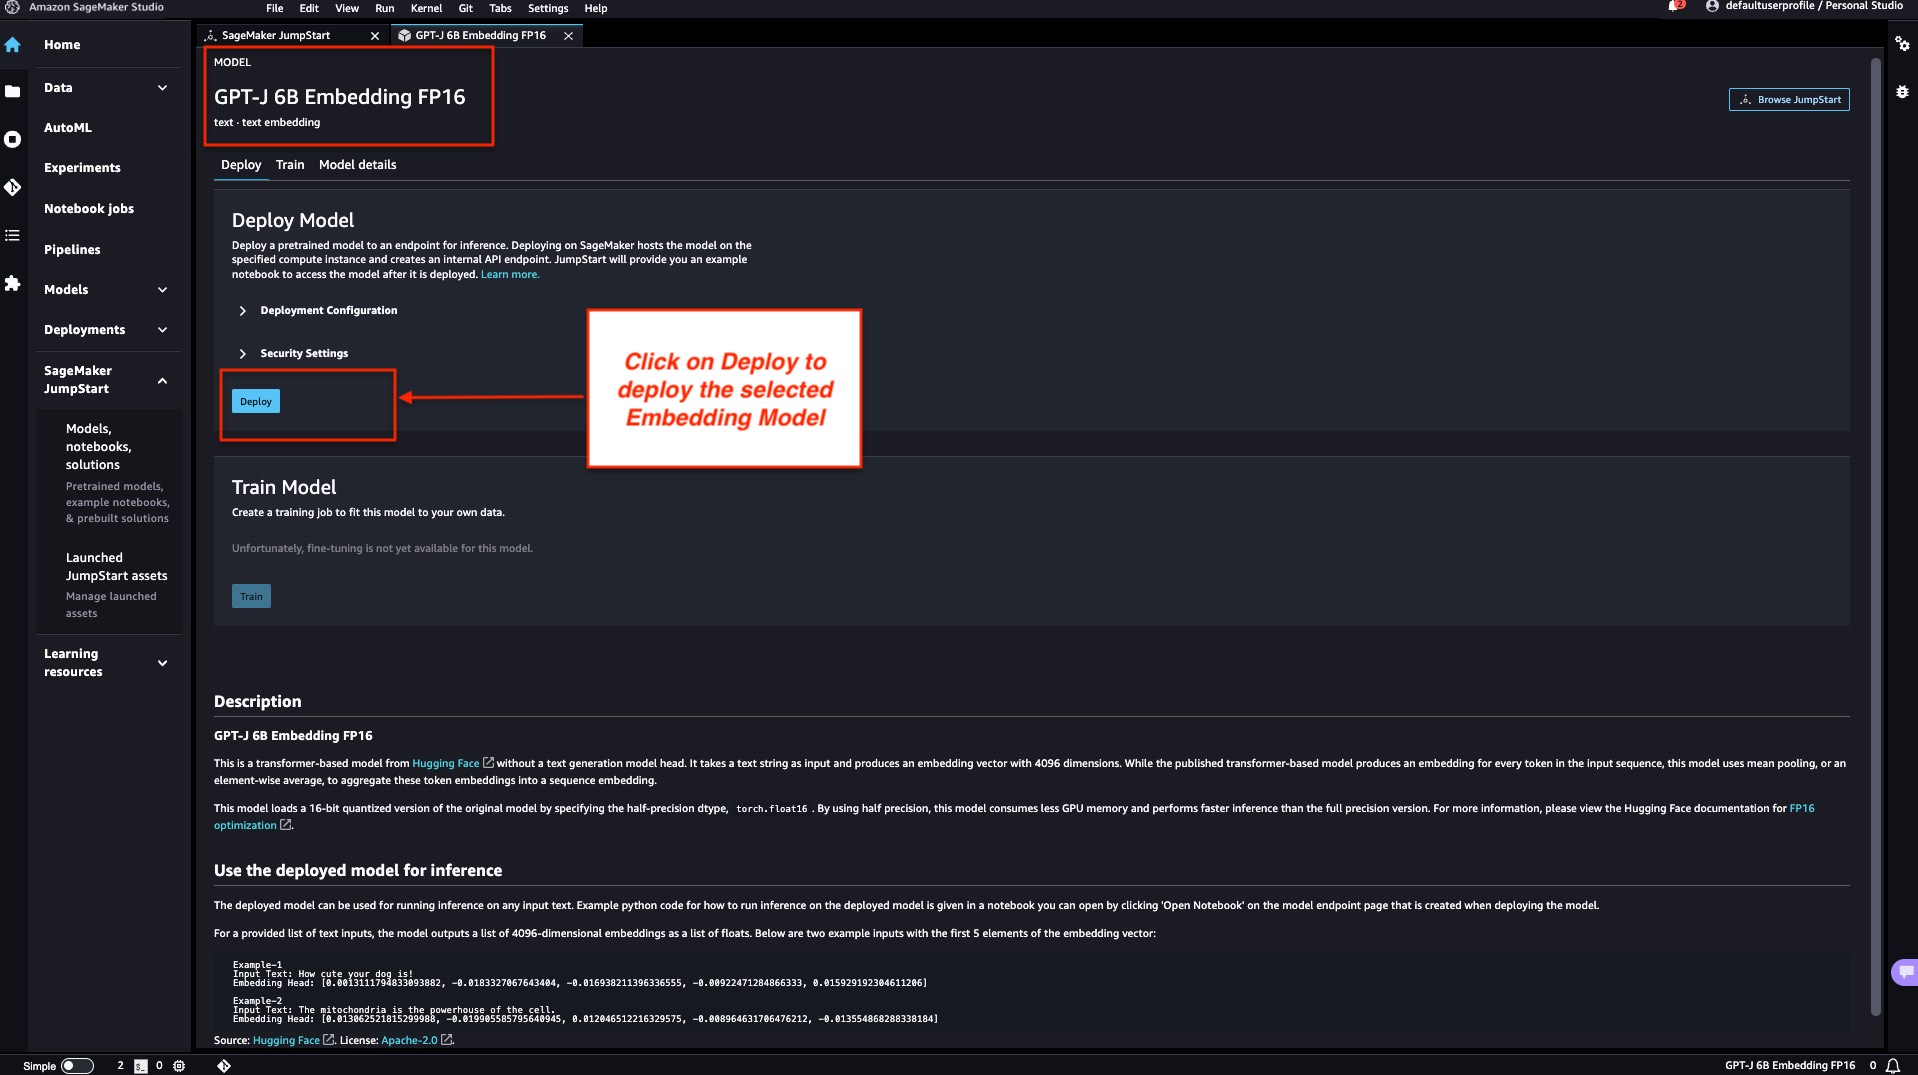 Amazon SageMaker Studio
File Edit View Run Kernel Git Tabs Settings Help
2
defaultuserprofile / Personal Studio
SageMaker JumpStart
GPT-J 6B Embedding FP16
Home
Data
AutoML
Experiments
Notebook jobs
Pipelines
Models
Deployments
SageMaker
JumpStart
Models,
notebooks,
solutions
Pretrained models,
example notebooks,
& prebuilt solutions
Launched
JumpStart assets
Manage launched
assets
Learning
resources
MODEL
GPT-J 6B Embedding FP16
text · text embedding
Browse JumpStart
Deploy Train Model details
Deploy Model
Deploy a pretrained model to an endpoint for inference. Deploying on SageMaker hosts the model on the
specified compute instance and creates an internal API endpoint. JumpStart will provide you an example
notebook to access the model after it is deployed. Learn more.
Deployment Configuration
Security Settings
Deploy
Click on Deploy to
deploy the selected
Embedding Model
Train Model
Create a training job to fit this model to your own data.
Unfortunately, fine-tuning is not yet available for this model.
Train
Description
GPT-J 6B Embedding FP16
This is a transformer-based model from Hugging Face without a text generation model head. It takes a text string as input and produces an embedding vector with 4096 dimensions. While the published transformer-based model produces an embedding for every token in the input sequence, this model uses mean pooling, or an
element-wise average, to aggregate these token embeddings into a sequence embedding.
This model loads a 16-bit quantized version of the original model by specifying the half-precision dtype, torch.float16 . By using half precision, this model consumes less GPU memory and performs faster inference than the full precision version. For more information, please view the Hugging Face documentation for FP16
optimization.
Use the deployed model for inference
The deployed model can be used for running inference on any input text. Example python code for how to run inference on the deployed model is given in a notebook you can open by clicking 'Open Notebook' on the model endpoint page that is created when deploying the model.
For a provided list of text inputs, the model outputs a list of 4096-dimensional embeddings as a list of floats. Below are two example inputs with the first 5 elements of the embedding vector:
Example-1
Input Text: How cute your dog is!
Embedding Head: [0.0013111794833093882, -0.0183327067643404, -0.016938211396336555, -0.00922471284866333, 0.015929192304611206]
Example-2
Input Text: The mitochondria is the powerhouse of the cell.
Embedding Head: [0.013062521815299988, -0.019905585795640945, 0.012046512216329575, -0.008964631706476212, -0.013554868288338184]
Source: Hugging Face. License: Apache-2.0.
Simple 2 $_ 0
GPT-J 6B Embedding FP16 0